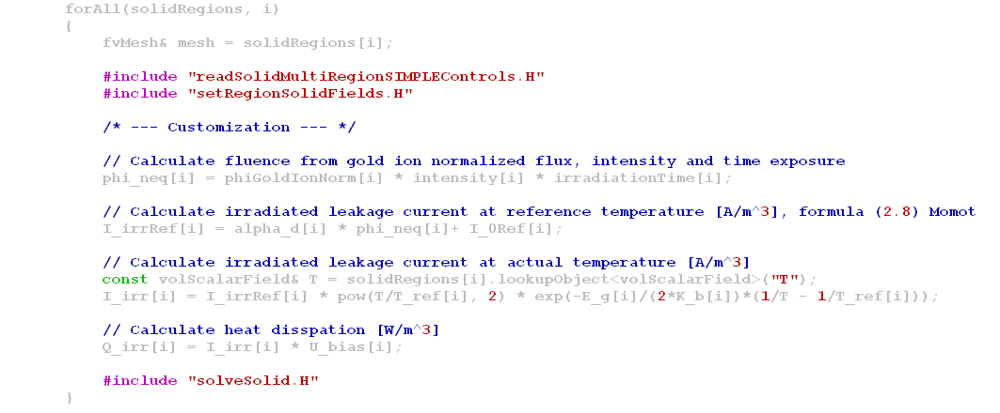 forAll(solidRegions, i)
{
fvMesh& mesh = solidRegions[i];
#include "readSolidMultiRegionSIMPLEControls.H"
#include "setRegionSolidFields.H"
/* --- Customization --- */
// Calculate fluence from gold ion normalized flux, intensity and time exposure
phi_neq[i] = phiGoldIonNorm[i] * intensity[i] * irradiationTime[i];
// Calculate irradiated leakage current at reference temperature [A/m^3], formula (2.8) Momot
I_irrRef[i] = alpha_d[i] * phi_neq[i]+ I_0Ref[i];
// Calculate irradiated leakage current at actual temperature [A/m^3]
const volScalarField& T = solidRegions[i].lookupObject<volScalarField>("T");
I_irr[i] = I_irrRef[i] * pow(T/T_ref[i], 2) * exp(-E_g[i]/(2*K_b[i])*(1/T - 1/T_ref[i]));
// Calculate heat disspation [W/m^3]
Q_irr[i] = I_irr[i] * U_bias[i];
#include "solveSolid.H"
}